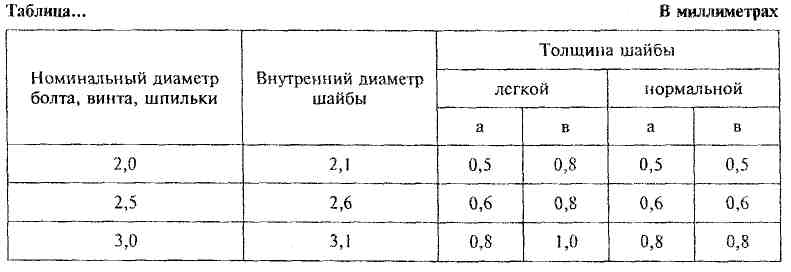 Таблица... В миллиметрах
Толщина шайбы
Номинальный диаметр Внутренний диаметр
болта, винта, шпильки шайбы
легкой нормальной
а в а в
2,0 2,1 0,5 0,8 0,5 0,5
2,5 2,6 0,6 0,8 0,6 0,6
3,0 3,1 0,8 1,0 0,8 0,8